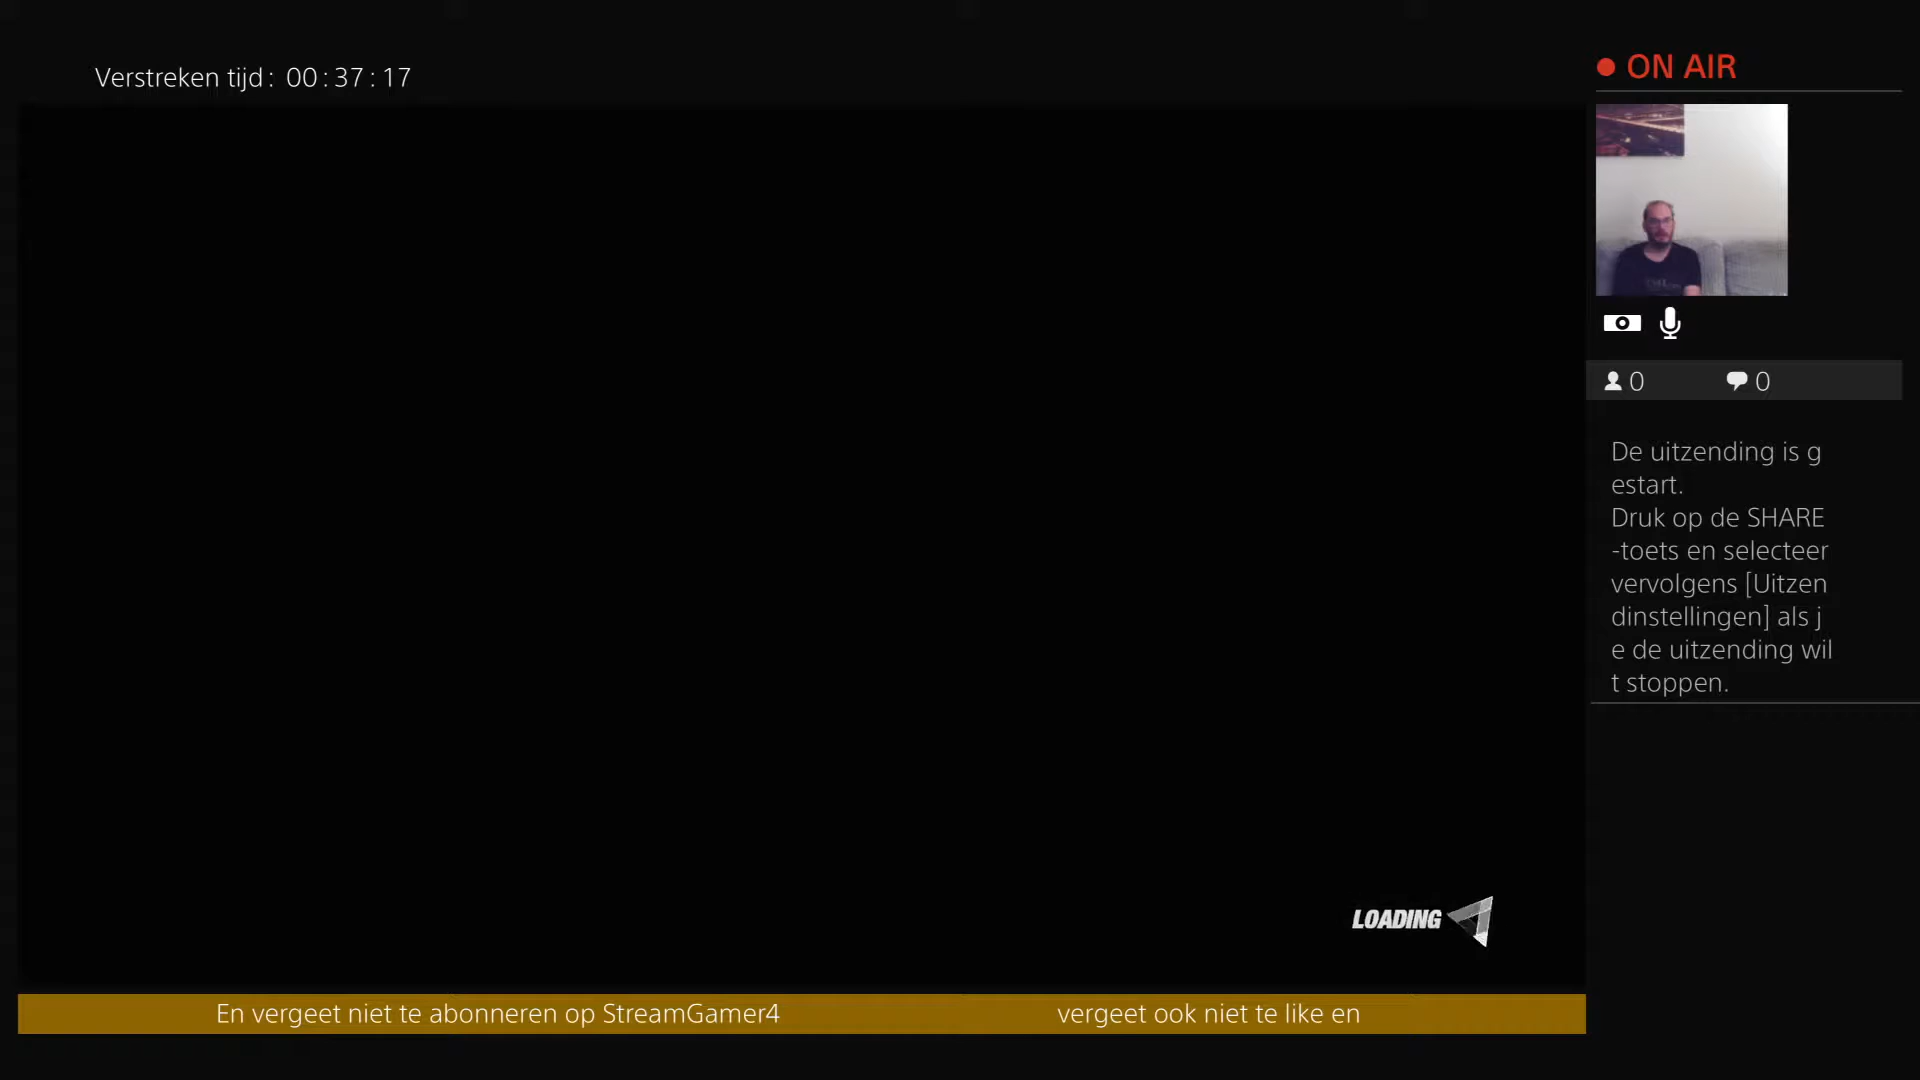 Verstreken tijd: 00:37:17
ON AIR
0 0
De uitzending is g
estart.
Druk op de SHARE
-toets en selecteer
vervolgens [Uitzen
dinstellingen] als j
e de uitzending wil
t stoppen.
LOADING
En vergeet niet te abonneren op StreamGamer4 vergeet ook niet te like en